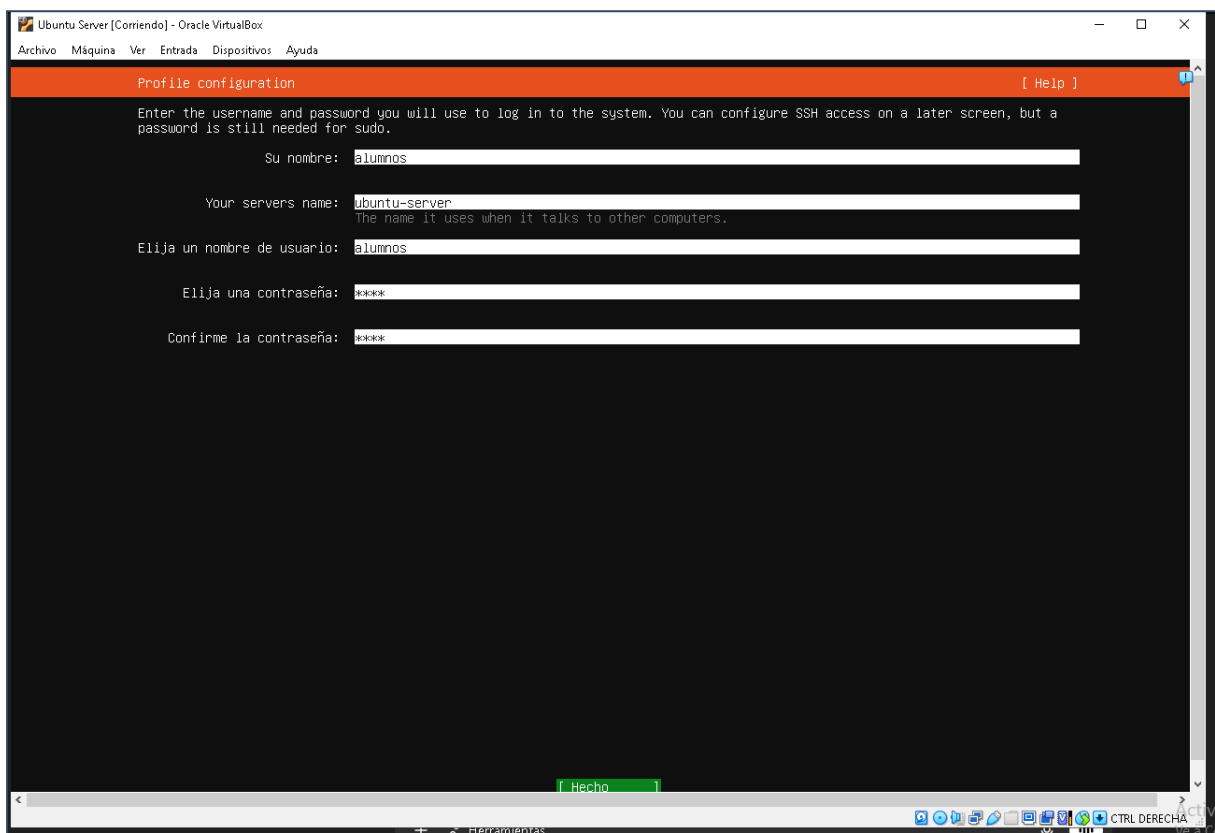 Ubuntu Server [Corriendo] - Oracle VirtualBox
Archivo Máquina Ver Entrada Dispositivos Ayuda
Profile configuration [ Help ]
Enter the username and password you will use to log in to the system. You can configure SSH access on a later screen, but a
password is still needed for sudo.
Su nombre: alumnos
Your servers name: ubuntu-server
The name it uses when it talks to other computers.
Elija un nombre de usuario: alumnos
Elija una contraseña: ****
Confirme la contraseña: ****
[ Hecho ]
CTRL DERECHA
Herramientas